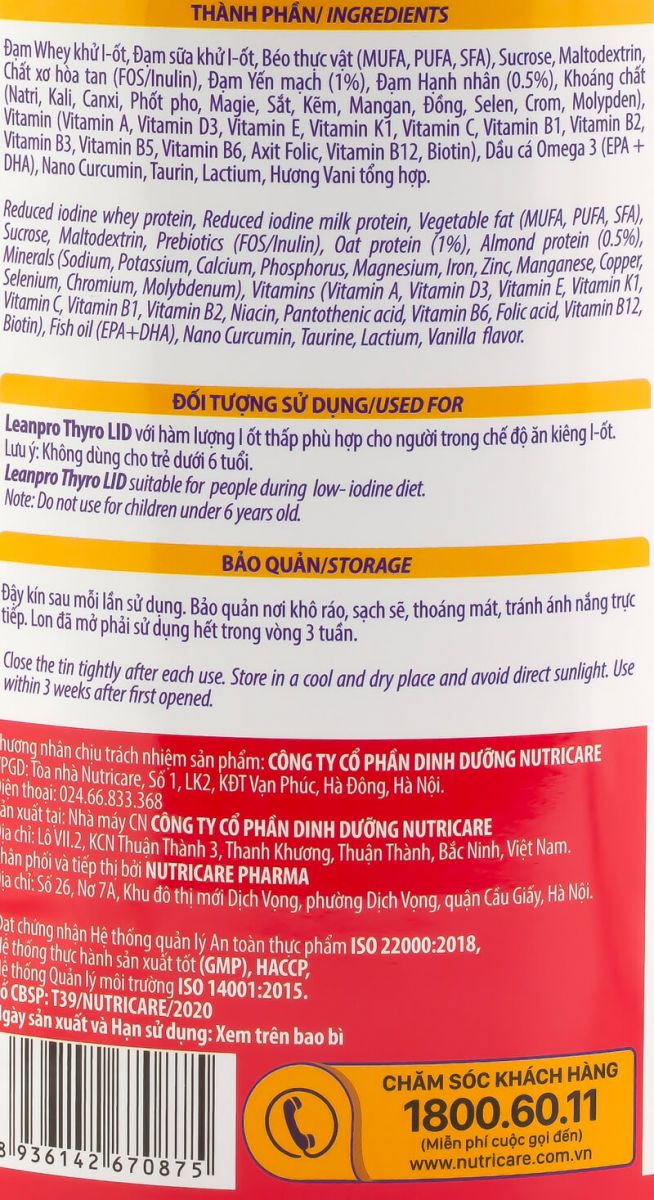 THÀNH PHẦN/ INGREDIENTS
Đạm Whey khử I-ốt, Đạm sữa khử I-ốt, Béo thực vật (MUFA, PUFA, SFA), Sucrose, Maltodextrin,
Chất xơ hòa tan (FOS/Inulin), Đạm Yến mạch (1%), Đạm Hạnh nhân (0.5%), Khoáng chất
(Natri, Kali, Canxi, Phốt pho, Magie, Sắt, Kẽm, Mangan, Đồng, Selen, Crom, Molypden),
Vitamin (Vitamin A, Vitamin D3, Vitamin E, Vitamin K1, Vitamin C, Vitamin B1, Vitamin B2,
Vitamin B3, Vitamin B5, Vitamin B6, Axit Folic, Vitamin B12, Biotin), Dầu cá Omega 3 (EPA +
DHA), Nano Curcumin, Taurin, Lactium, Hương Vani tổng hợp.
Reduced iodine whey protein, Reduced iodine milk protein, Vegetable fat (MUFA, PUFA, SFA),
Sucrose, Maltodextrin, Prebiotics (FOS/Inulin), Oat protein (1%), Almond protein (0.5%),
Minerals (Sodium, Potassium, Calcium, Phosphorus, Magnesium, Iron, Zinc, Manganese, Copper,
Selenium, Chromium, Molybdenum), Vitamins (Vitamin A, Vitamin D3, Vitamin E, Vitamin K1,
Vitamin C, Vitamin B1, Vitamin B2, Niacin, Pantothenic acid, Vitamin B6, Folic acid, Vitamin B12,
Biotin), Fish oil (EPA+DHA), Nano Curcumin, Taurine, Lactium, Vanilla flavor.
ĐỐI TƯỢNG SỬ DỤNG/USED FOR
Leanpro Thyro LID với hàm lượng I ốt thấp phù hợp cho người trong chế độ ăn kiêng I-ốt.
Lưu ý: Không dùng cho trẻ dưới 6 tuổi.
Leanpro Thyro LID suitable for people during low- iodine diet.
Note: Do not use for children under 6 years old.
BẢO QUẢN/STORAGE
Đậy kín sau mỗi lần sử dụng. Bảo quản nơi khô ráo, sạch sẽ, thoáng mát, tránh ánh nắng trực
tiếp. Lon đã mở phải sử dụng hết trong vòng 3 tuần.
Close the tin tightly after each use. Store in a cool and dry place and avoid direct sunlight. Use
within 3 weeks after first opened.
hương nhân chịu trách nhiệm sản phẩm: CÔNG TY CỔ PHẦN DINH DƯỠNG NUTRICARE
PGD: Tòa nhà Nutricare, Số 1, LK2, KĐT Vạn Phúc, Hà Đông, Hà Nội.
iện thoại: 024.66.833.368
ản xuất tại: Nhà máy CN CÔNG TY CỔ PHẦN DINH DƯỠNG NUTRICARE
ịa chỉ: Lô VII.2, KCN Thuận Thành 3, Thanh Khương, Thuận Thành, Bắc Ninh, Việt Nam.
hân phối và tiếp thị bởi NUTRICARE PHARMA
ịa chỉ: Số 26, Nơ 7A, Khu đô thị mới Dịch Vọng, phường Dịch Vọng, quận Cầu Giấy, Hà Nội.
Đạt chứng nhận Hệ thống quản lý An toàn thực phẩm ISO 22000:2018,
ệ thống thực hành sản xuất tốt (GMP), HACCP,
ệ thống Quản lý môi trường ISO 14001:2015.
ố CBSP: T39/NUTRICARE/2020
gày sản xuất và Hạn sử dụng: Xem trên bao bì
8 936142 670875
CHĂM SÓC KHÁCH HÀNG
1800.60.11
(Miễn phí cuộc gọi đến)
www.nutricare.com.vn